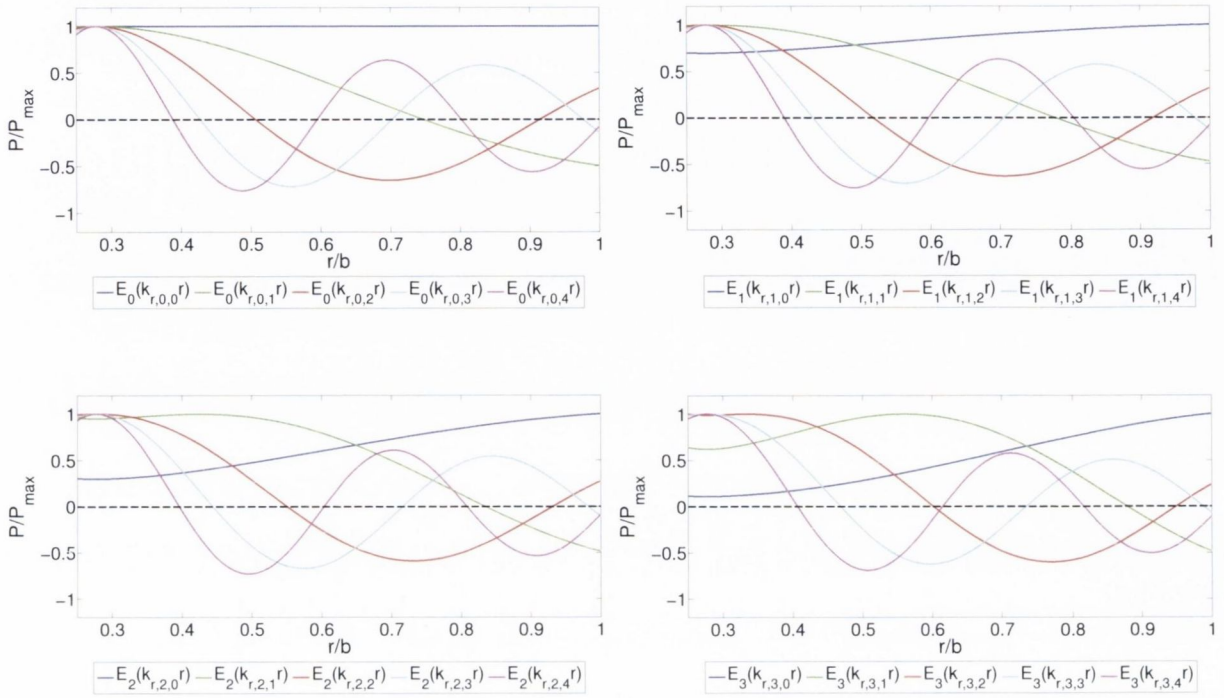 1
0.5
0
−0.5
−1
P/P_max
0.3 0.4 0.5 0.6 0.7 0.8 0.9 1
r/b
E_0(k_{r,0,0}r) E_0(k_{r,0,1}r) E_0(k_{r,0,2}r) E_0(k_{r,0,3}r) E_0(k_{r,0,4}r)
1
0.5
0
−0.5
−1
P/P_max
0.3 0.4 0.5 0.6 0.7 0.8 0.9 1
r/b
E_1(k_{r,1,0}r) E_1(k_{r,1,1}r) E_1(k_{r,1,2}r) E_1(k_{r,1,3}r) E_1(k_{r,1,4}r)
1
0.5
0
−0.5
−1
P/P_max
0.3 0.4 0.5 0.6 0.7 0.8 0.9 1
r/b
E_2(k_{r,2,0}r) E_2(k_{r,2,1}r) E_2(k_{r,2,2}r) E_2(k_{r,2,3}r) E_2(k_{r,2,4}r)
1
0.5
0
−0.5
−1
P/P_max
0.3 0.4 0.5 0.6 0.7 0.8 0.9 1
r/b
E_3(k_{r,3,0}r) E_3(k_{r,3,1}r) E_3(k_{r,3,2}r) E_3(k_{r,3,3}r) E_3(k_{r,3,4}r)